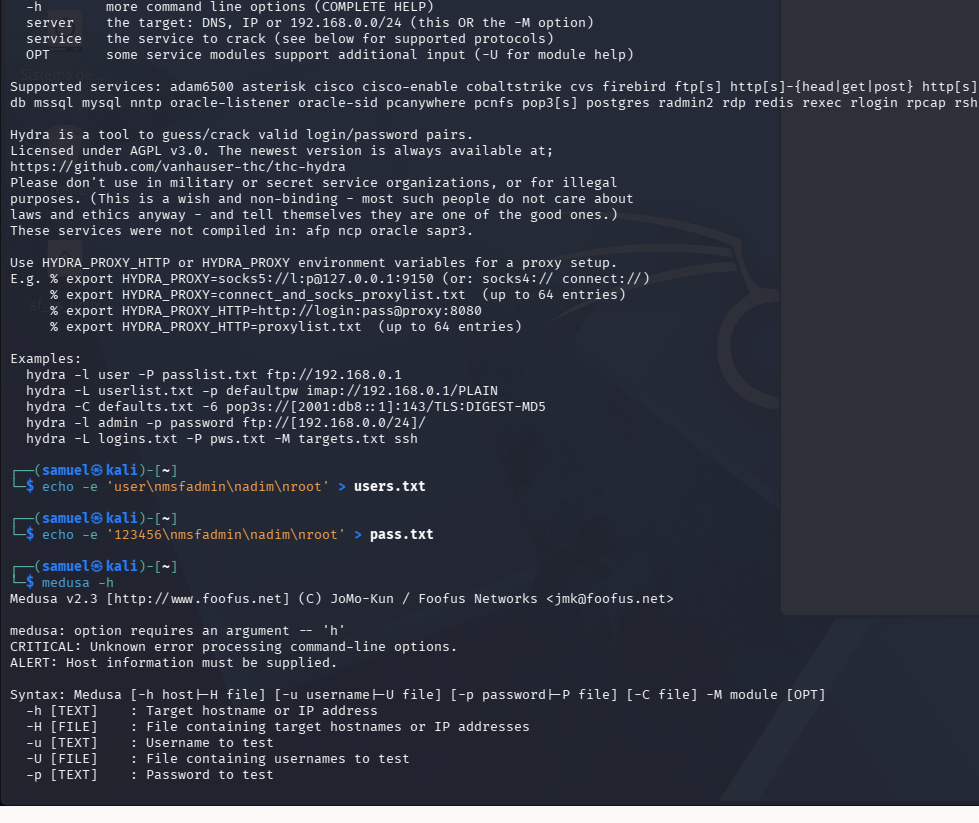 -h        more command line options (COMPLETE HELP)
server    the target: DNS, IP or 192.168.0.0/24 (this OR the -M option)
service   the service to crack (see below for supported protocols)
OPT       some service modules support additional input (-U for module help)
Supported services: adam6500 asterisk cisco cisco-enable cobaltstrike cvs firebird ftp[s] http[s]-{head|get|post} http[s]
db mssql mysql nntp oracle-listener oracle-sid pcanywhere pcnfs pop3[s] postgres radmin2 rdp redis rexec rlogin rpcap rsh
Hydra is a tool to guess/crack valid login/password pairs.
Licensed under AGPL v3.0. The newest version is always available at;
https://github.com/vanhauser-thc/thc-hydra
Please don't use in military or secret service organizations, or for illegal
purposes. (This is a wish and non-binding - most such people do not care about
laws and ethics anyway - and tell themselves they are one of the good ones.)
These services were not compiled in: afp ncp oracle sapr3.
Use HYDRA_PROXY_HTTP or HYDRA_PROXY environment variables for a proxy setup.
E.g. % export HYDRA_PROXY=socks5://l:p@127.0.0.1:9150 (or: socks4:// connect://)
% export HYDRA_PROXY=connect_and_socks_proxylist.txt  (up to 64 entries)
% export HYDRA_PROXY_HTTP=http://login:pass@proxy:8080
% export HYDRA_PROXY_HTTP=proxylist.txt  (up to 64 entries)
Examples:
hydra -l user -P passlist.txt ftp://192.168.0.1
hydra -L userlist.txt -p defaultpw imap://192.168.0.1/PLAIN
hydra -C defaults.txt -6 pop3s://[2001:db8::1]:143/TLS:DIGEST-MD5
hydra -l admin -p password ftp://[192.168.0.0/24]/
hydra -L logins.txt -P pws.txt -M targets.txt ssh
┌──(samuel㉿kali)-[~]
└─$ echo -e 'user\nmsfadmin\nadim\nroot' > users.txt
┌──(samuel㉿kali)-[~]
└─$ echo -e '123456\nmsfadmin\nadim\nroot' > pass.txt
┌──(samuel㉿kali)-[~]
└─$ medusa -h
Medusa v2.3 [http://www.foofus.net] (C) JoMo-Kun / Foofus Networks <jmk@foofus.net>
medusa: option requires an argument -- 'h'
CRITICAL: Unknown error processing command-line options.
ALERT: Host information must be supplied.
Syntax: Medusa [-h host|-H file] [-u username|-U file] [-p password|-P file] [-C file] -M module [OPT]
-h [TEXT]    : Target hostname or IP address
-H [FILE]    : File containing target hostnames or IP addresses
-u [TEXT]    : Username to test
-U [FILE]    : File containing usernames to test
-p [TEXT]    : Password to test